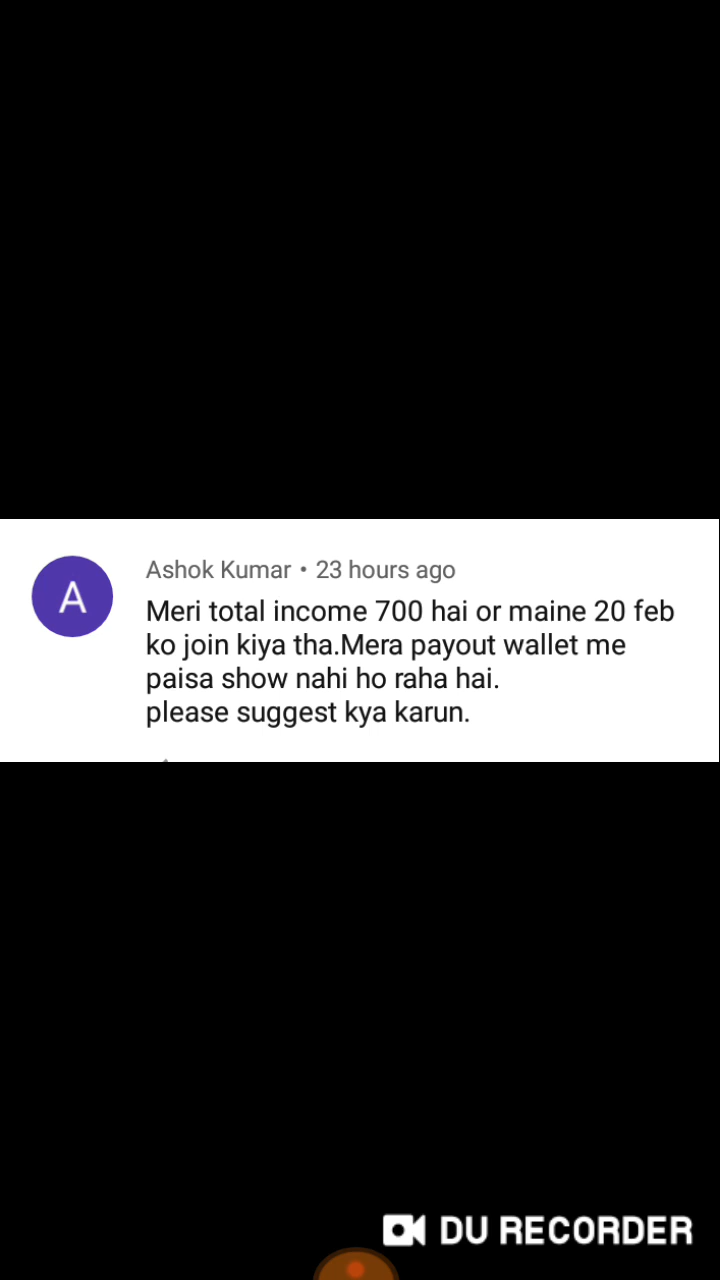 Ashok Kumar • 23 hours ago
A
Meri total income 700 hai or maine 20 feb
ko join kiya tha.Mera payout wallet me
paisa show nahi ho raha hai.
please suggest kya karun.
DU RECORDER